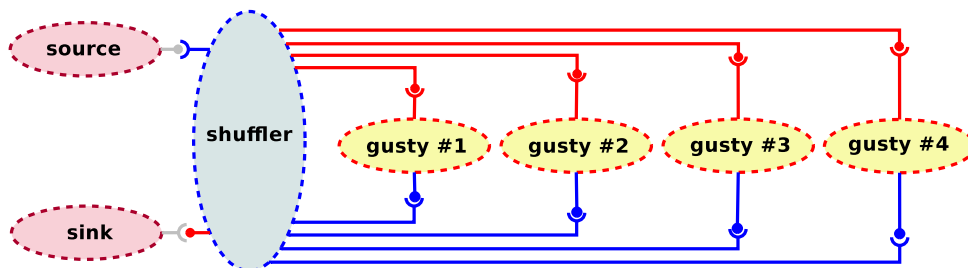 source
shuffler
gusty #1
gusty #2
gusty #3
gusty #4
sink